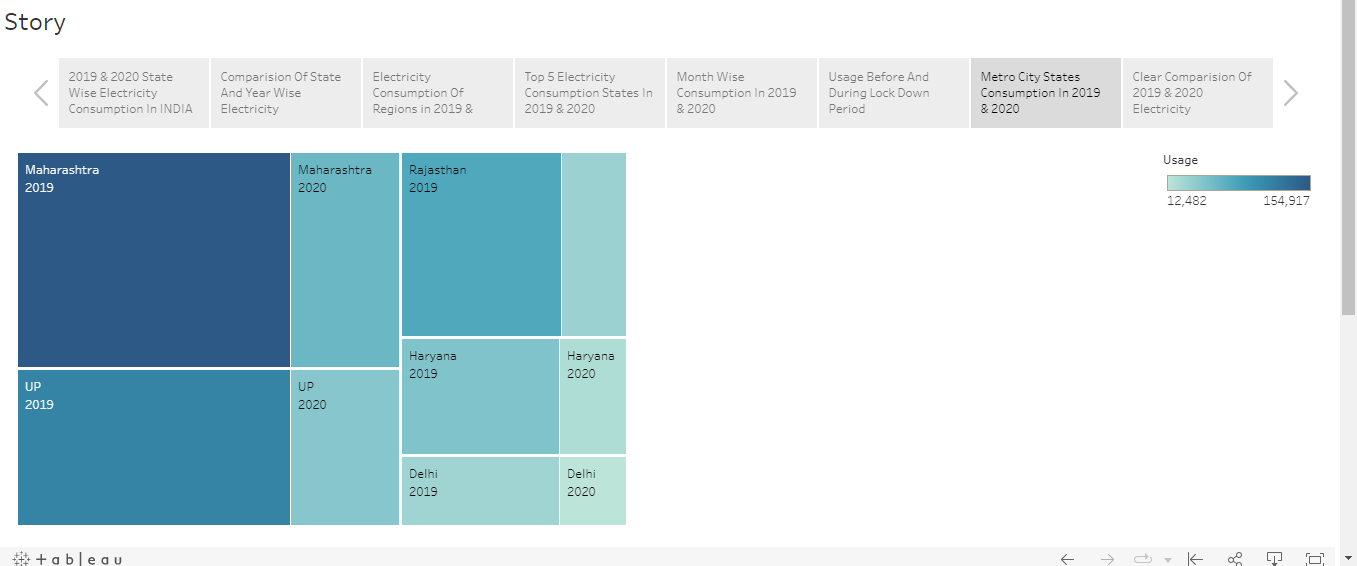 Story
2019 & 2020 State
Wise Electricity
Consumption In INDIA
Comparision Of State
And Year Wise
Electricity
Electricity
Consumption Of
Regions in 2019 &
Top 5 Electricity
Consumption States In
2019 & 2020
Month Wise
Consumption In 2019
& 2020
Usage Before And
During Lock Down
Period
Metro City States
Consumption In 2019
& 2020
Clear Comparision Of
2019 & 2020
Electricity
Maharashtra
2019
Maharashtra
2020
Rajasthan
2019
UP
2019
UP
2020
Haryana
2019
Haryana
2020
Delhi
2019
Delhi
2020
Usage
12,482 154,917
+ableau